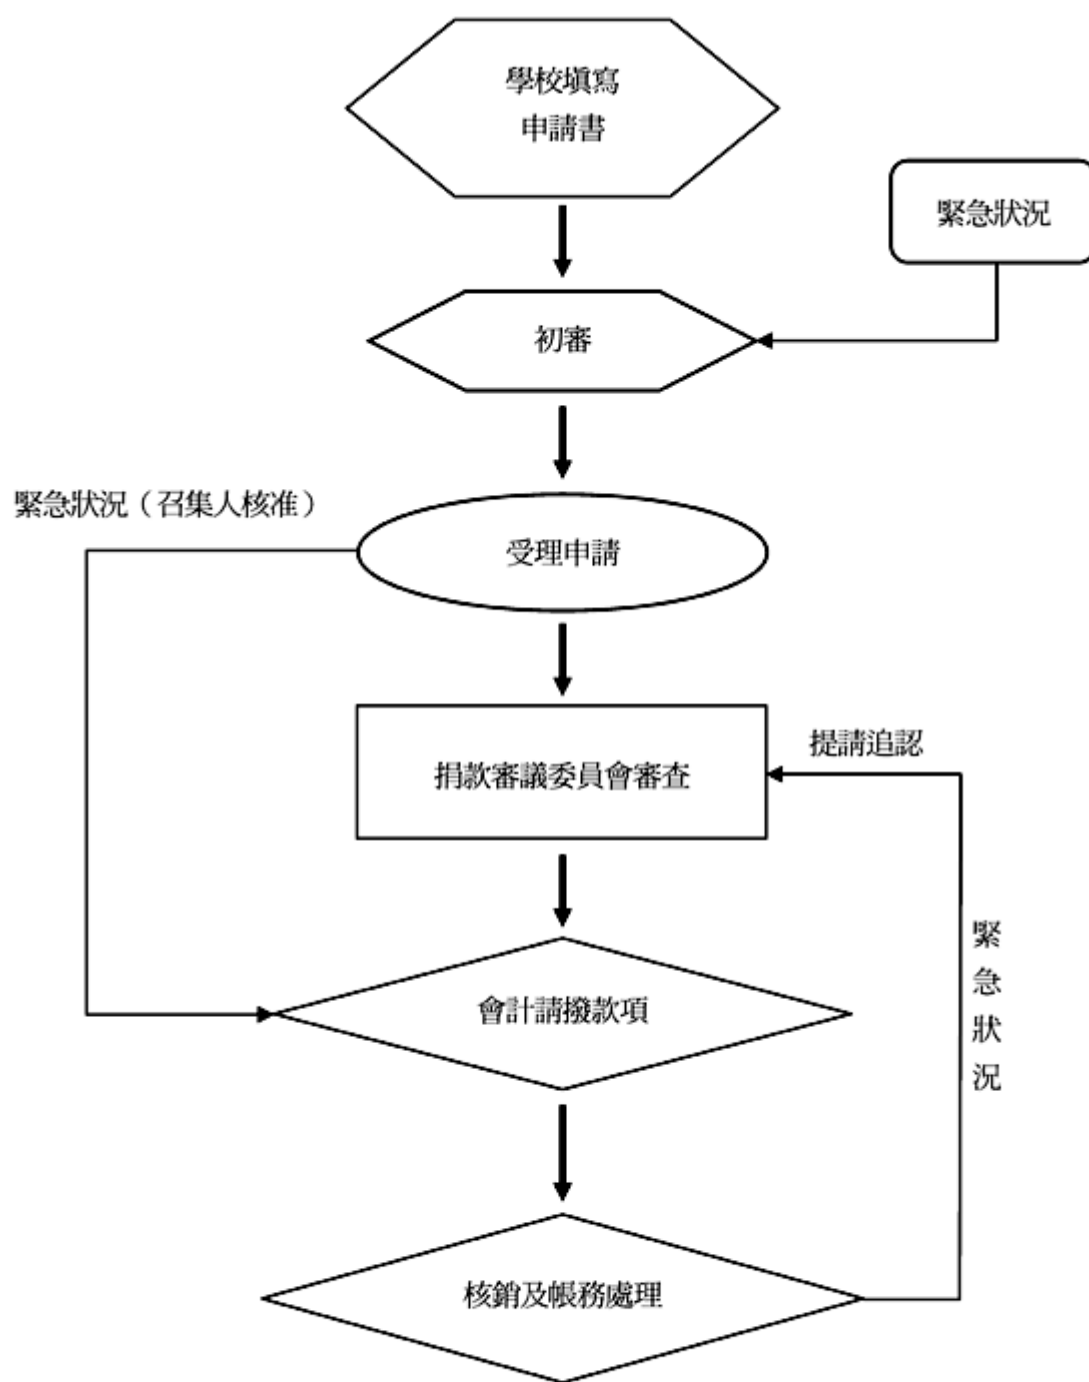 學校填寫
申請書
緊急狀況
初審
緊急狀況（召集人核准）
受理申請
提請追認
捐款審議委員會審查
緊急狀況
會計請撥款項
核銷及帳務處理